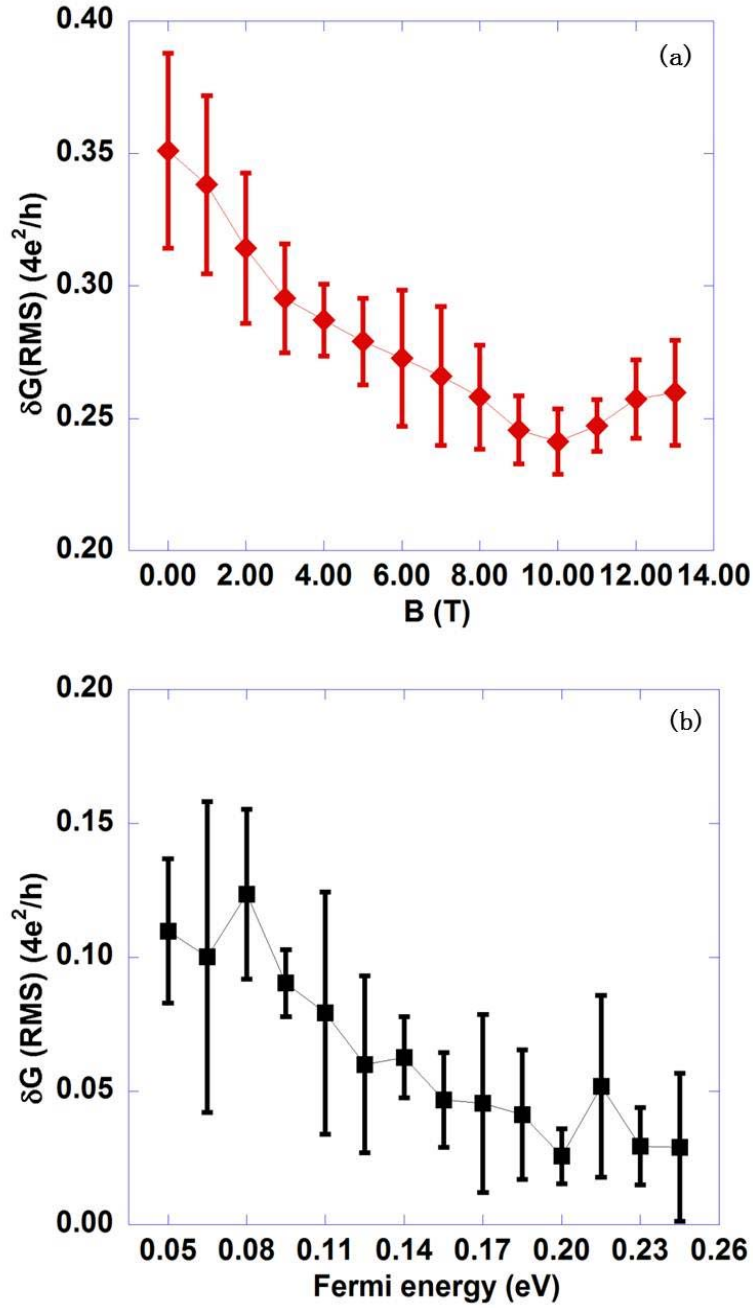 0.40
(a)
0.35
0.30
0.25
0.20
δG(RMS) (4e²/h)
0.00 2.00 4.00 6.00 8.00 10.00 12.00 14.00
B (T)
0.20
(b)
0.15
0.10
0.05
0.00
δG (RMS) (4e²/h)
0.05 0.08 0.11 0.14 0.17 0.20 0.23 0.26
Fermi energy (eV)